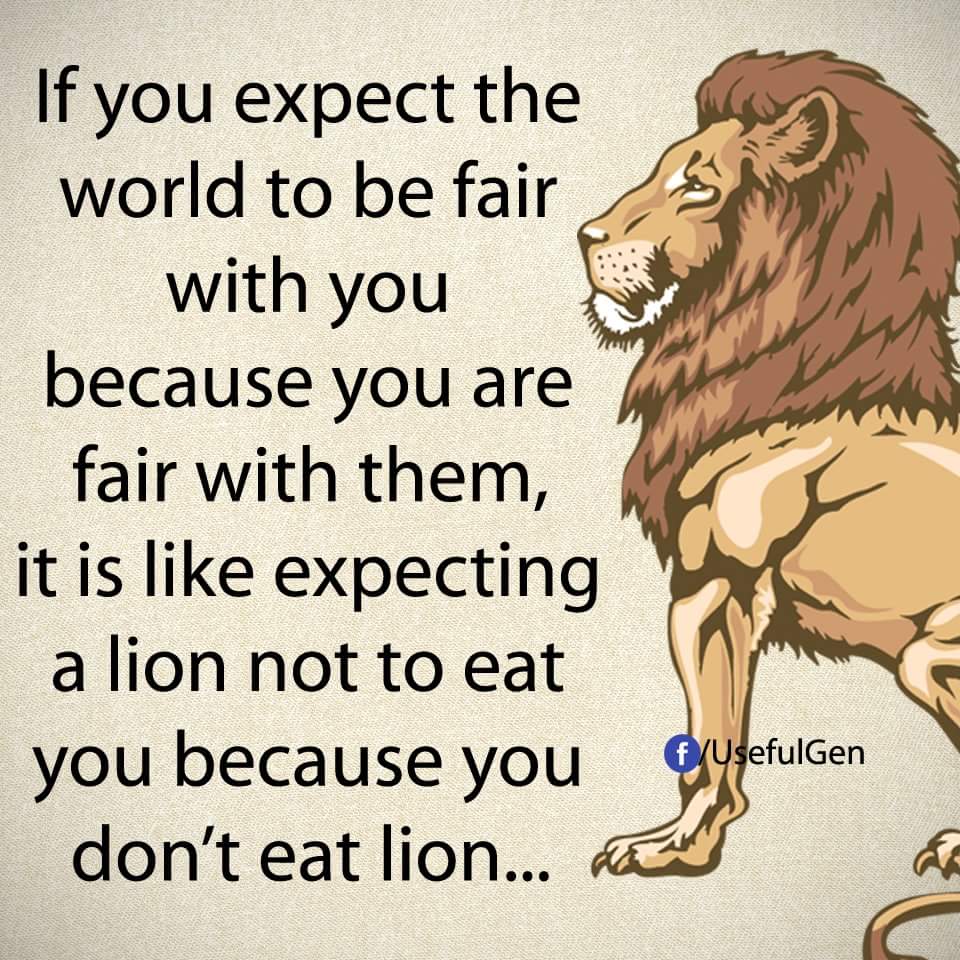 If you expect the
world to be fair
with you
because you are
fair with them,
it is like expecting
a lion not to eat
you because you
don’t eat lion...
f/UsefulGen